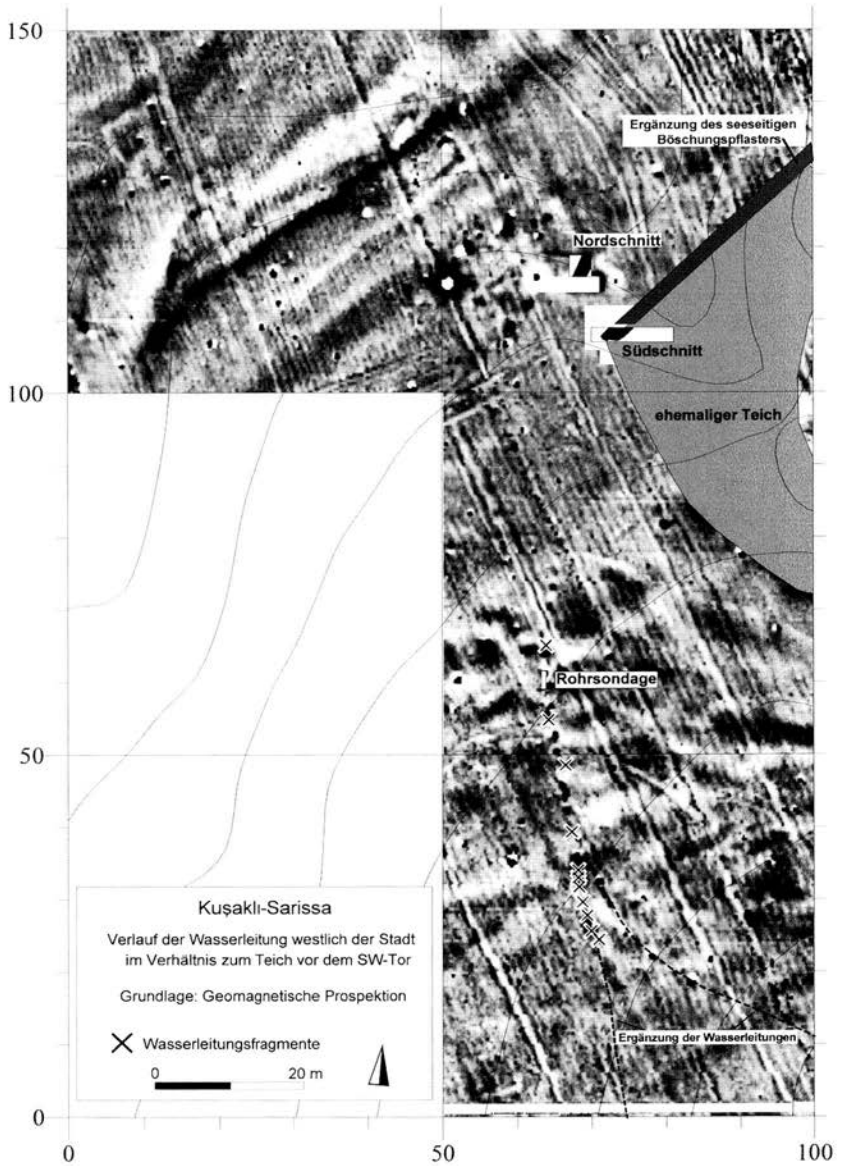 150
Ergänzung des seeseitigen
Böschungspflasters
Nordschnitt
Südschnitt
100
ehemaliger Teich
Rohrsondage
50
Kuşaklı-Sarissa
Verlauf der Wasserleitung westlich der Stadt
im Verhältnis zum Teich vor dem SW-Tor
Grundlage: Geomagnetische Prospektion
Wasserleitungsfragmente
0 20 m
Ergänzung der Wasserleitungen
0
0 50 100